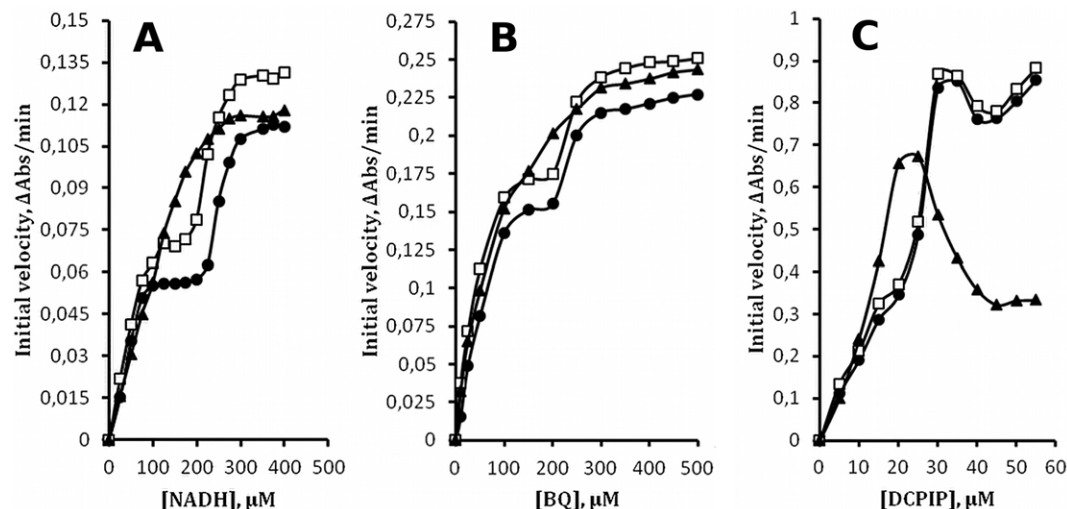 A
Initial velocity, ΔAbs/min
0,15
0,135
0,12
0,105
0,09
0,075
0,06
0,045
0,03
0,015
0
0 100 200 300 400 500
[NADH], μM
B
Initial velocity, ΔAbs/min
0,275
0,25
0,225
0,2
0,175
0,15
0,125
0,1
0,075
0,05
0,025
0
0 100 200 300 400 500
[BQ], μM
C
Initial velocity, ΔAbs/min
1
0,9
0,8
0,7
0,6
0,5
0,4
0,3
0,2
0,1
0
0 10 20 30 40 50 60
[DCPIP], μM